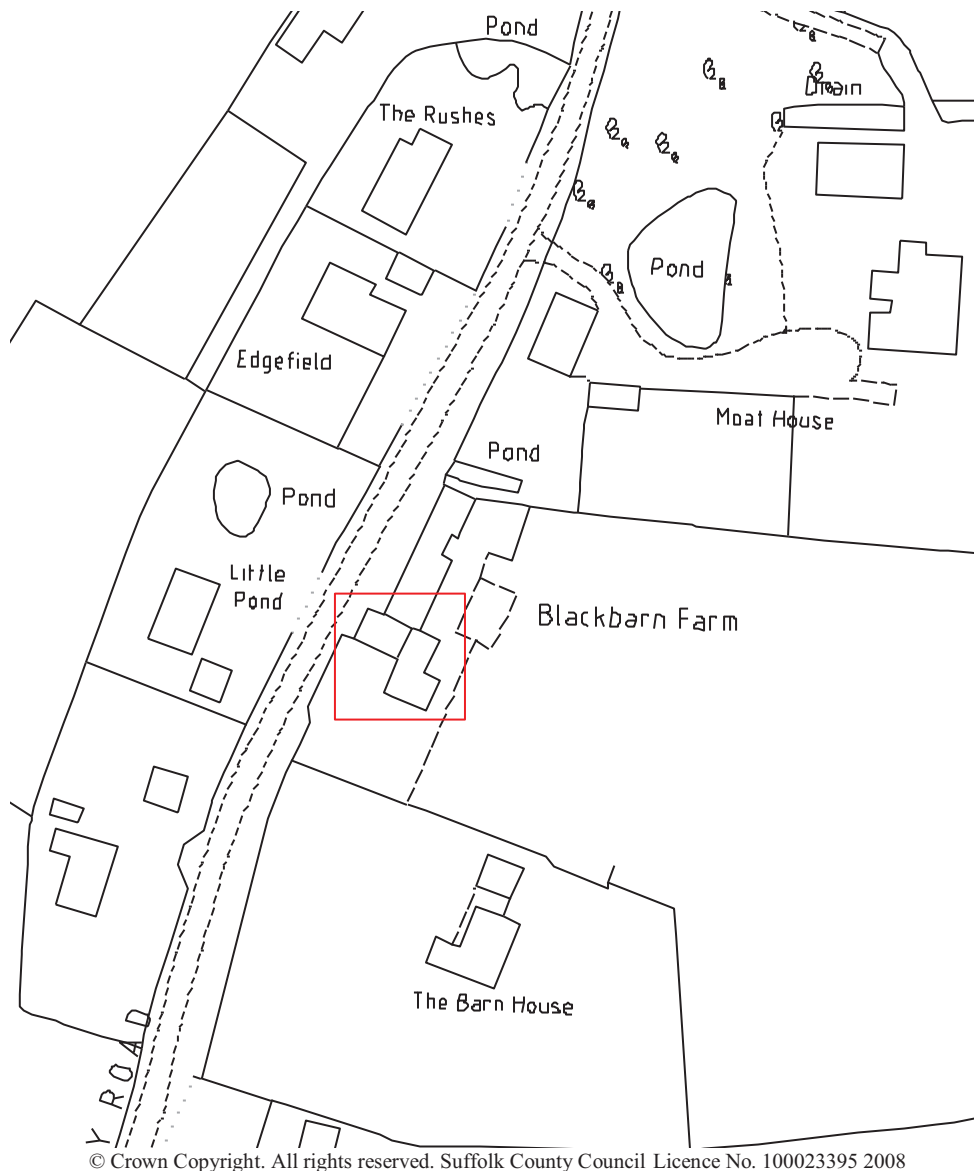 Pond
The Rushes
Pond
Edgefield
Moat House
Pond
Pond
Little
Pond
Blackbarn Farm
The Barn House
Y ROAD
© Crown Copyright. All rights reserved. Suffolk County Council Licence No. 100023395 2008